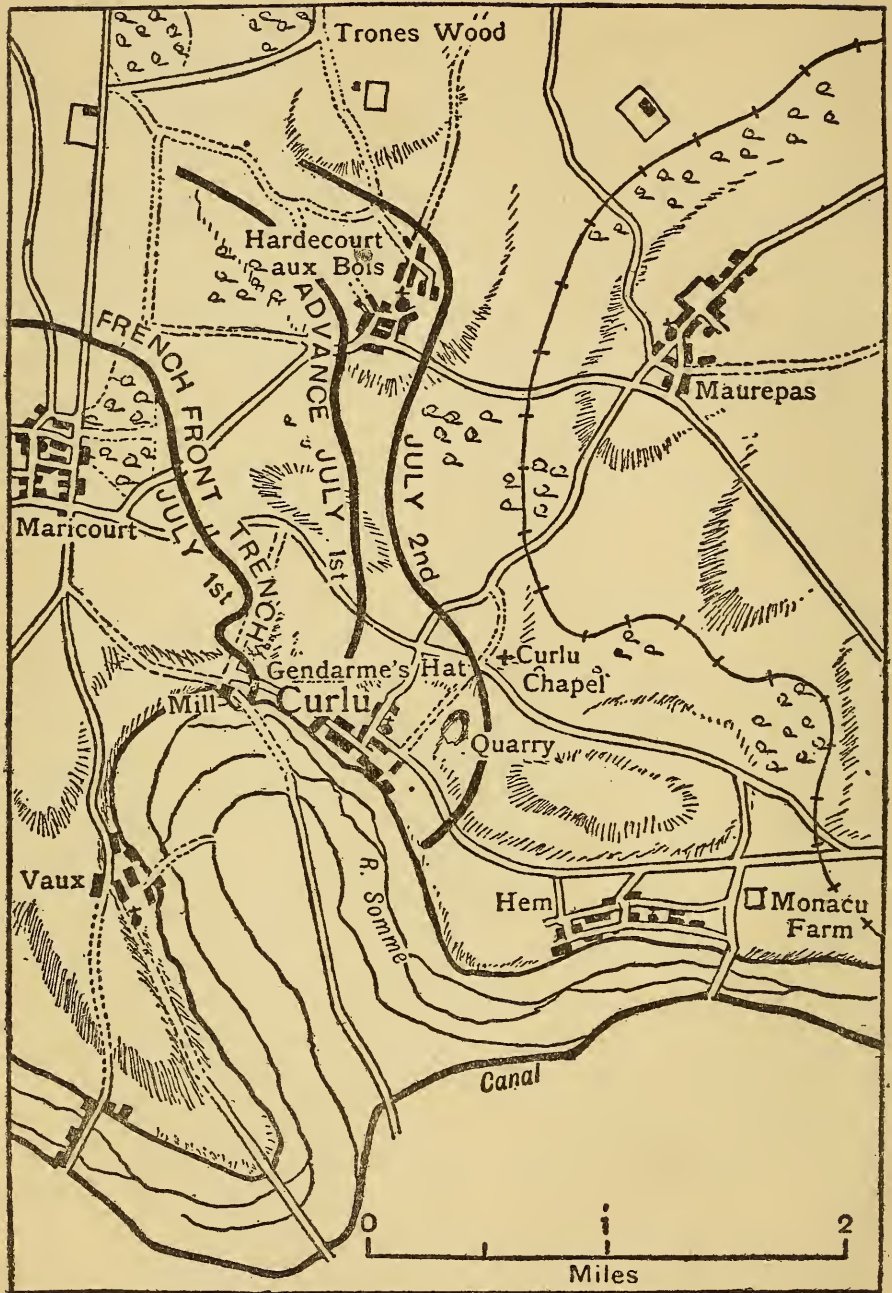 Trones Wood
Hardecourt
aux Bois
FRENCH FRONT
JULY 1st
ADVANCE JULY 1st
JULY 2nd
Maurepas
Maricourt
TRENCH
Gendarme's Hat
Curlu
Chapel
Mill
Curlu
Quarry
Vaux
R. Somme
Hem
Monacu
Farm
Canal
0 1 2
Miles